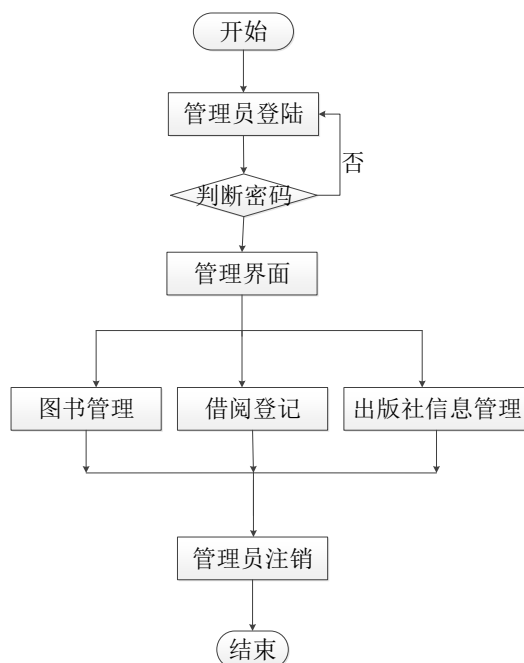 开始
管理员登陆
否
判断密码
管理界面
图书管理
借阅登记
出版社信息管理
管理员注销
结束